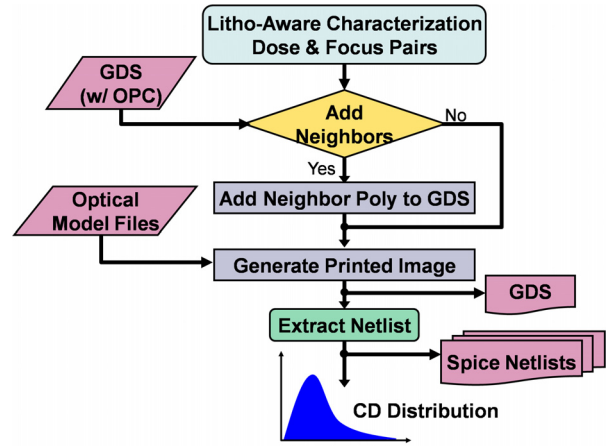 Litho-Aware Characterization
Dose & Focus Pairs
GDS
(w/ OPC)
Add
Neighbors
No
Yes
Optical
Model Files
Add Neighbor Poly to GDS
Generate Printed Image
GDS
Extract Netlist
Spice Netlists
CD Distribution